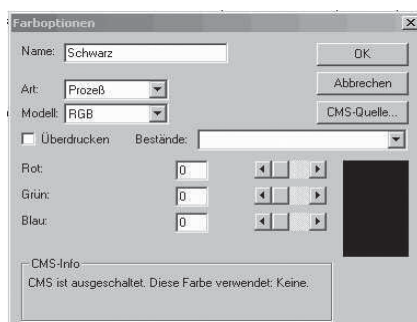 Farboptionen
Name: Schwarz
OK
Art: Prozeß
Abbrechen
Modell: RGB
CMS-Quelle...
Überdrucken Bestände:
Rot: 0
Grün: 0
Blau: 0
CMS-Info
CMS ist ausgeschaltet. Diese Farbe verwendet: Keine.